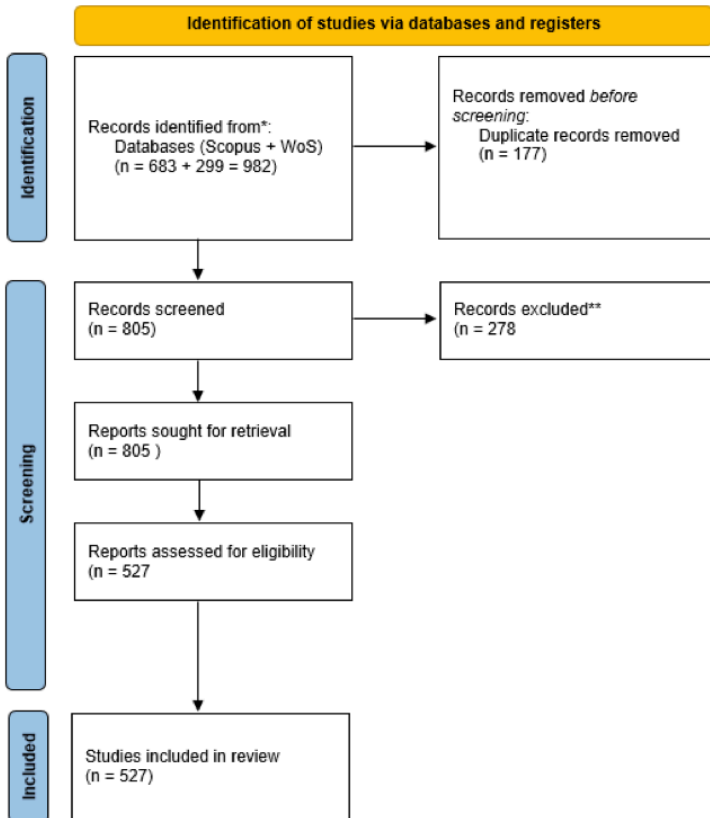 Identification of studies via databases and registers
Identification
Records identified from*:
Databases (Scopus + WoS)
(n = 683 + 299 = 982)
Records removed before
screening:
Duplicate records removed
(n = 177)
Screening
Records screened
(n = 805)
Records excluded**
(n = 278
Reports sought for retrieval
(n = 805 )
Reports assessed for eligibility
(n = 527
Included
Studies included in review
(n = 527)